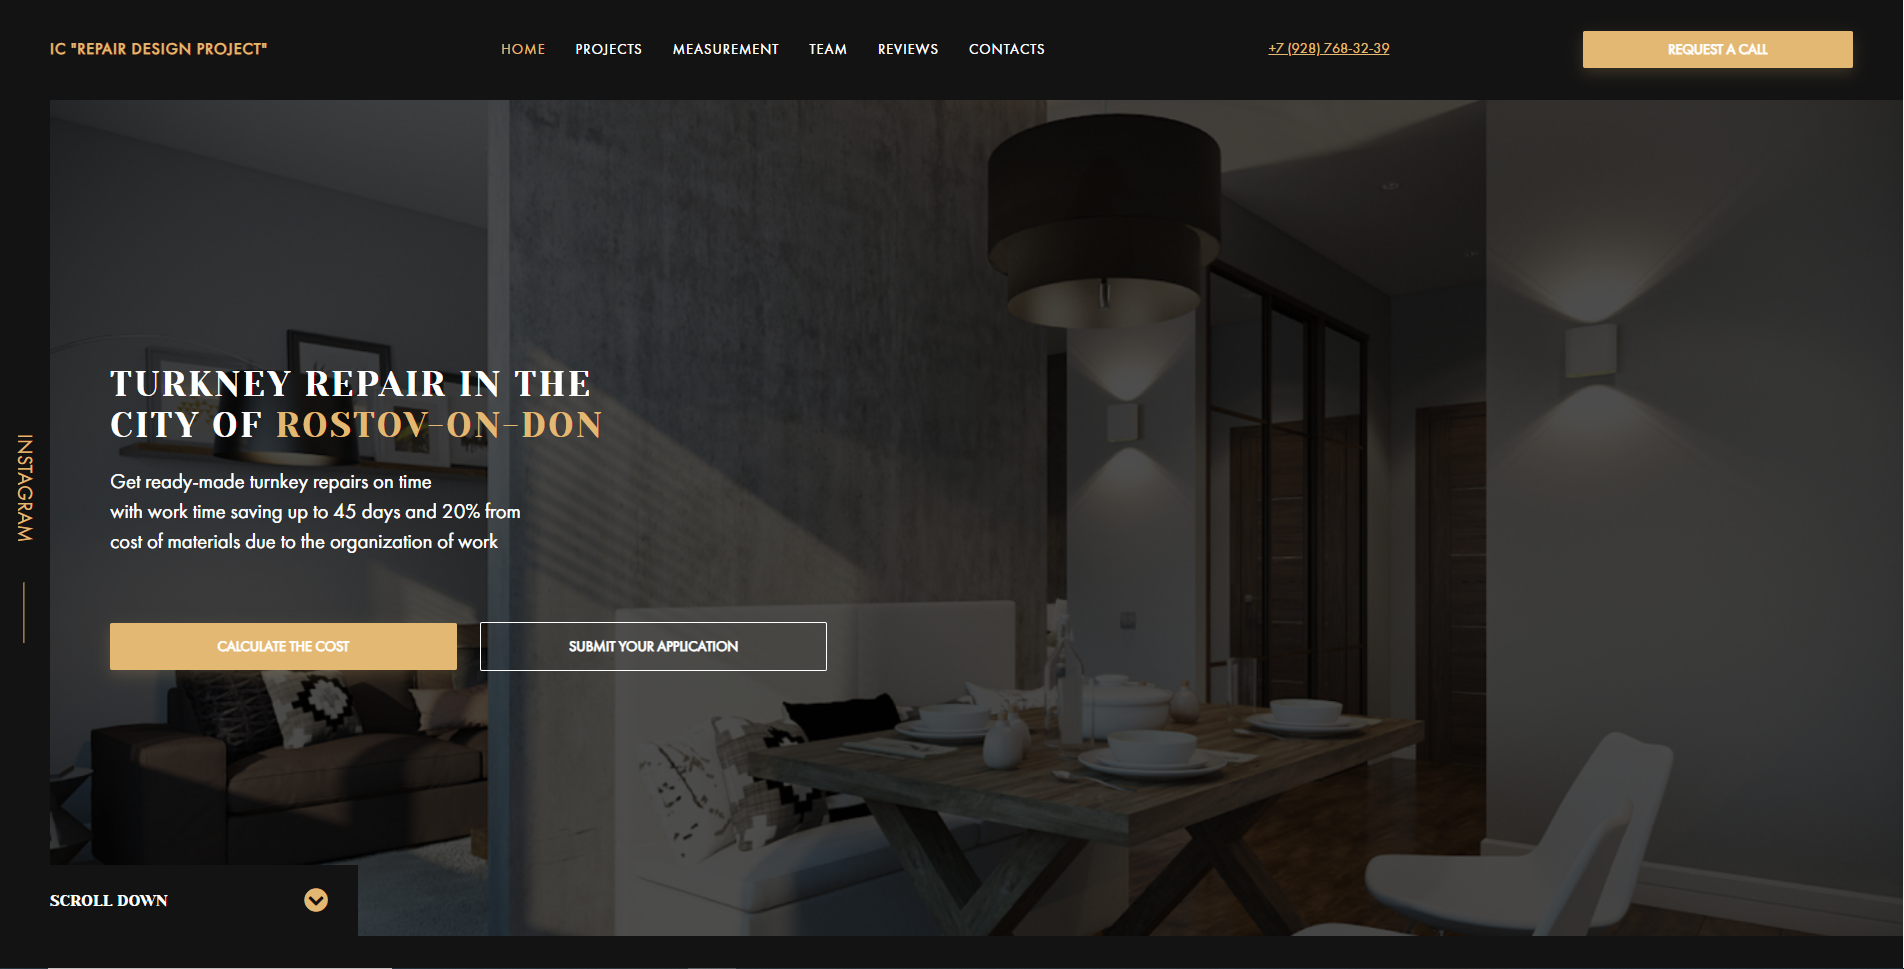 IC "REPAIR DESIGN PROJECT"
HOME PROJECTS MEASUREMENT TEAM REVIEWS CONTACTS
+7 (928) 768-32-39
REQUEST A CALL
TURKNEY REPAIR IN THE
CITY OF ROSTOV-ON-DON
Get ready-made turnkey repairs on time
with work time saving up to 45 days and 20% from
cost of materials due to the organization of work
INSTAGRAM
CALCULATE THE COST
SUBMIT YOUR APPLICATION
SCROLL DOWN